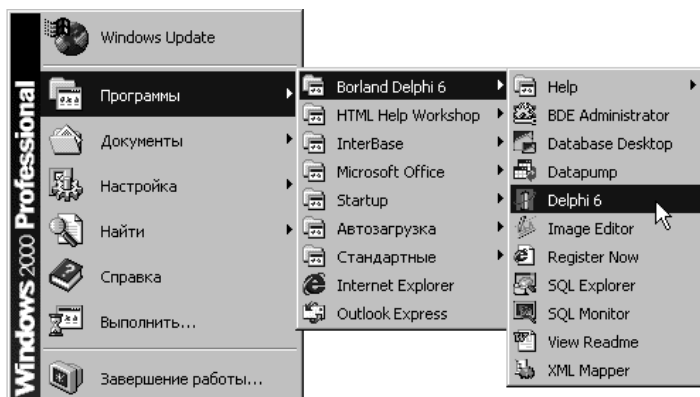 Windows 2000 Professional
Windows Update
Программы
Документы
Настройка
Найти
Справка
Выполнить...
Завершение работы...
Borland Delphi 6
HTML Help Workshop
InterBase
Microsoft Office
Startup
Автозагрузка
Стандартные
Internet Explorer
Outlook Express
Help
BDE Administrator
Database Desktop
Datapump
Delphi 6
Image Editor
Register Now
SQL Explorer
SQL Monitor
View Readme
XML Mapper